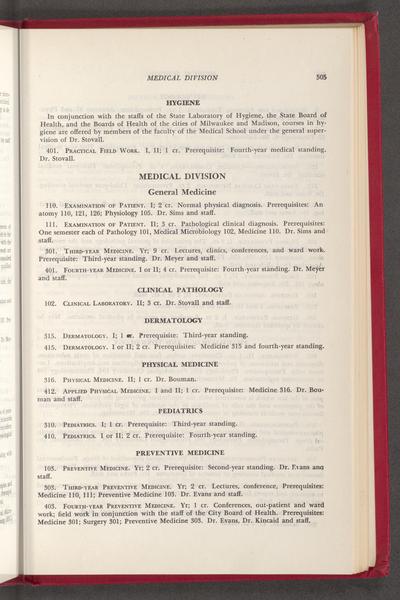 MEDICAL DIVISION 305
HYGIENE
In conjunction with the staffs of the State Laboratory of Hygiene, the State Board of
Health, and the Boards of Health of the cities of Milwaukee and Madison, courses in hy-
giene are offered by members of the faculty of the Medical School under the general super-
vision of Dr. Stovall.
401. PRACTICAL FIELD WORK. I, II; 1 cr. Prerequisite: Fourth-year medical standing.
Dr. Stovall.
MEDICAL DIVISION
General Medicine
110. EXAMINATION OF PATIENT. I; 2 cr. Normal physical diagnosis. Prerequisites: An
atomy 110, 121, 126; Physiology 105. Dr. Sims and staff.
111. EXAMINATION OF PATIENT. II; 3 cr. Pathological clinical diagnosis. Prerequisites:
One semester each of Pathology 101, Medical Microbiology 102, Medicine 110. Dr. Sims and
staff.
301. THIRD-YEAR MEDICINE. Yr; 9 cr. Lectures, clinics, conferences, and ward work.
Prerequisite: Third-year standing. Dr. Meyer and staff.
401. FOURTH-YEAR MEDICINE. I or II; 4 cr. Prerequisite: Fourth-year standing. Dr. Meyer
and staff.
CLINICAL PATHOLOGY
102. CLINICAL LABORATORY. II; 3 cr. Dr. Stovall and staff.
DERMATOLOGY
315. DERMATOLOGY. I; 1 cr. Prerequisite: Third-year standing.
415. DERMATOLOGY. I or II; 2 cr. Prerequisites: Medicine 315 and fourth-year standing.
PHYSICAL MEDICINE
316. PHYSICAL MEDICINE. II; 1 cr. Dr. Bouman.
412. APPLIED PHYSICAL MEDICINE. I and II; 1 cr. Prerequisite: Medicine 316. Dr. Bou-
man and staff.
PEDIATRICS
310. PEDIATRICS. I; 1 cr. Prerequisite: Third-year standing.
410. PEDIATRICS. I or II; 2 cr. Prerequisite: Fourth-year standing.
PREVENTIVE MEDICINE
103. PREVENTIVE MEDICINE. Yr; 2 cr. Prerequisite: Second-year standing. Dr. Evans and
staff.
303. THIRD-YEAR PREVENTIVE MEDICINE. Yr; 2 cr. Lectures, conference, Prerequisites:
Medicine 110, 111; Preventive Medicine 103. Dr. Evans and staff.
403. FOURTH-YEAR PREVENTIVE MEDICINE. Yr; 1 cr. Conferences, out-patient and ward
work; field work in conjunction with the staff of the City Board of Health. Prerequisites:
Medicine 301; Surgery 301; Preventive Medicine 303. Dr. Evans, Dr. Kincaid and staff.